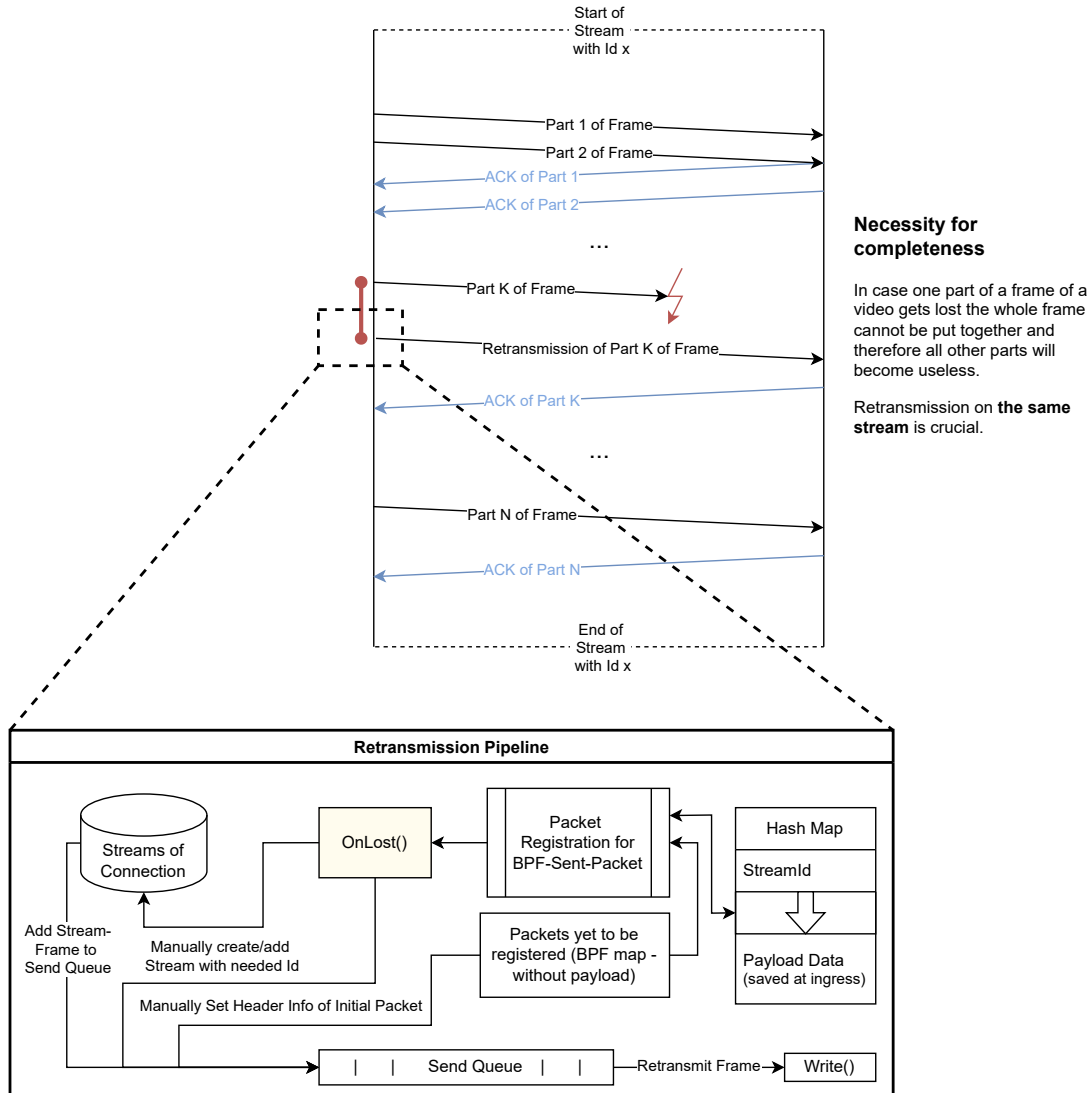 Start of
Stream
with Id x
Part 1 of Frame
Part 2 of Frame
ACK of Part 1
ACK of Part 2
...
Part K of Frame
Retransmission of Part K of Frame
ACK of Part K
...
Part N of Frame
ACK of Part N
End of
Stream
with Id x
Necessity for
completeness
In case one part of a frame of a
video gets lost the whole frame
cannot be put together and
therefore all other parts will
become useless.
Retransmission on the same
stream is crucial.
Retransmission Pipeline
Streams of
Connection
OnLost()
Packet
Registration for
BPF-Sent-Packet
Hash Map
StreamId
Payload Data
(saved at ingress)
Add Stream-
Frame to
Send Queue
Manually create/add
Stream with needed Id
Packets yet to be
registered (BPF map -
without payload)
Manually Set Header Info of Initial Packet
| | Send Queue | |
Retransmit Frame
Write()